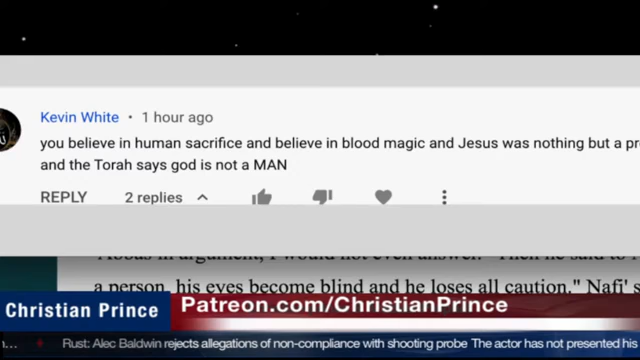 Kevin White • 1 hour ago
you believe in human sacrifice and believe in blood magic and Jesus was nothing but a pr
and the Torah says god is not a MAN
REPLY 2 replies
Abbas in argument, I would not even answer." Then he said to
a person, his eyes become blind and he loses all caution." Nafi' s
Christian Prince
Patreon.com/ChristianPrince
Rust: Alec Baldwin rejects allegations of non-compliance with shooting probe The actor has not presented his